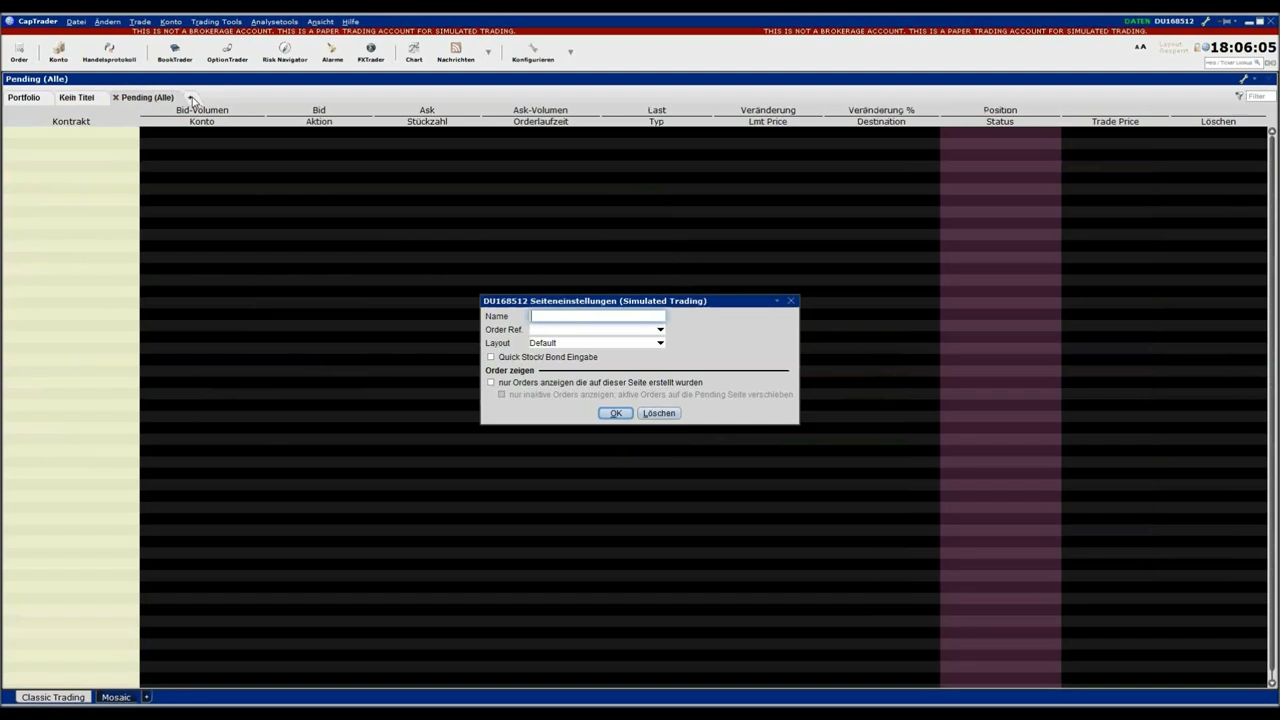 CapTrader Datei Ändern Trade Konto Trading Tools Analysetools Ansicht Hilfe DATEN DU168512
THIS IS NOT A BROKERAGE ACCOUNT. THIS IS A PAPER TRADING ACCOUNT FOR SIMULATED TRADING. THIS IS NOT A BROKERAGE ACCOUNT. THIS IS A PAPER TRADING ACCOUNT FOR SIMULATED TRADING.
Order Konto Handelsprotokoll BookTrader OptionTrader Risk Navigator Alarme FXTrader Chart Nachrichten Konfigurieren
AA Layout Gesperrt 18:06:05
Pending (Alle)
Portfolio Kein Titel Pending (Alle) Filter
Bid-Volumen Bid Ask Ask-Volumen Last Veränderung Veränderung % Position
Kontrakt Konto Aktion Stückzahl Orderlaufzeit Typ Lmt Price Destination Status Trade Price Löschen
DU168512 Seiteneinstellungen (Simulated Trading)
Name
Order Ref.
Layout Default
Quick Stock/ Bond Eingabe
Order zeigen
nur Orders anzeigen die auf dieser Seite erstellt wurden
nur inaktive Orders anzeigen; aktive Orders auf die Pending Seite verschieben
OK Löschen
Classic Trading Mosaic +